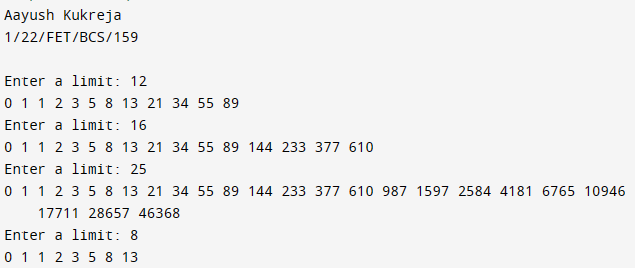 Aayush Kukreja
1/22/FET/BCS/159
Enter a limit: 12
0 1 1 2 3 5 8 13 21 34 55 89
Enter a limit: 16
0 1 1 2 3 5 8 13 21 34 55 89 144 233 377 610
Enter a limit: 25
0 1 1 2 3 5 8 13 21 34 55 89 144 233 377 610 987 1597 2584 4181 6765 10946
17711 28657 46368
Enter a limit: 8
0 1 1 2 3 5 8 13